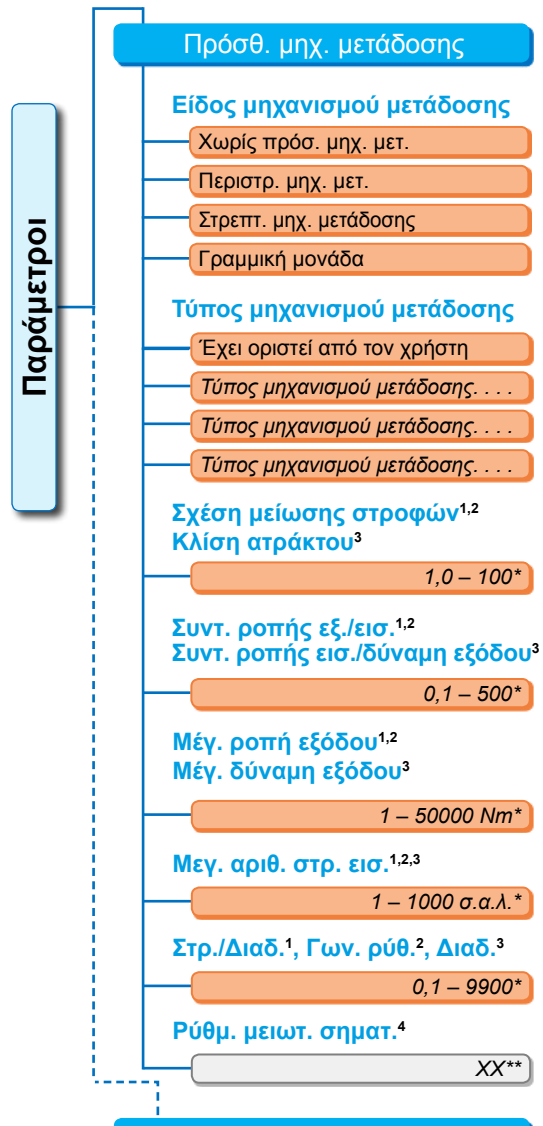 Παράμετροι
Πρόσθ. μηχ. μετάδοσης
Είδος μηχανισμού μετάδοσης
Χωρίς πρόσ. μηχ. μετ.
Περιστρ. μηχ. μετ.
Στρεπτ. μηχ. μετάδοσης
Γραμμική μονάδα
Τύπος μηχανισμού μετάδοσης
Έχει οριστεί από τον χρήστη
Τύπος μηχανισμού μετάδοσης. . . .
Τύπος μηχανισμού μετάδοσης. . . .
Τύπος μηχανισμού μετάδοσης. . . .
Σχέση μείωσης στροφών1,2
Κλίση ατράκτου3
1,0 – 100*
Συντ. ροπής εξ./εισ.1,2
Συντ. ροπής εισ./δύναμη εξόδου3
0,1 – 500*
Μέγ. ροπή εξόδου1,2
Μέγ. δύναμη εξόδου3
1 – 50000 Nm*
Μεγ. αριθ. στρ. εισ.1,2,3
1 – 1000 σ.α.λ.*
Στρ./Διαδ.1, Γων. ρύθ.2, Διαδ.3
0,1 – 9900*
Ρύθμ. μειωτ. σηματ.4
XX**